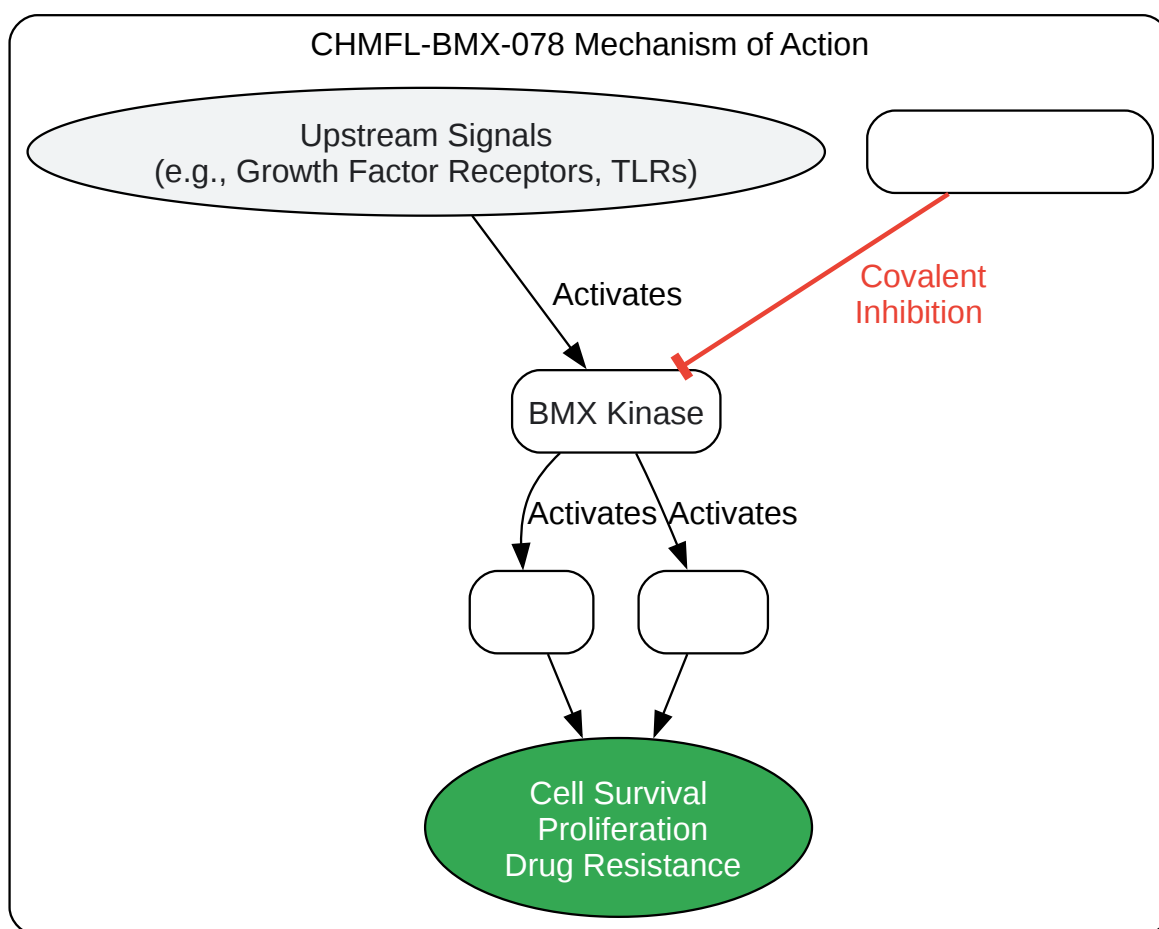 CHMFL-BMX-078 Mechanism of Action
Upstream Signals
(e.g., Growth Factor Receptors, TLRs)
Covalent
Inhibition
Activates
BMX Kinase
Activates
Activates
Cell Survival
Proliferation
Drug Resistance